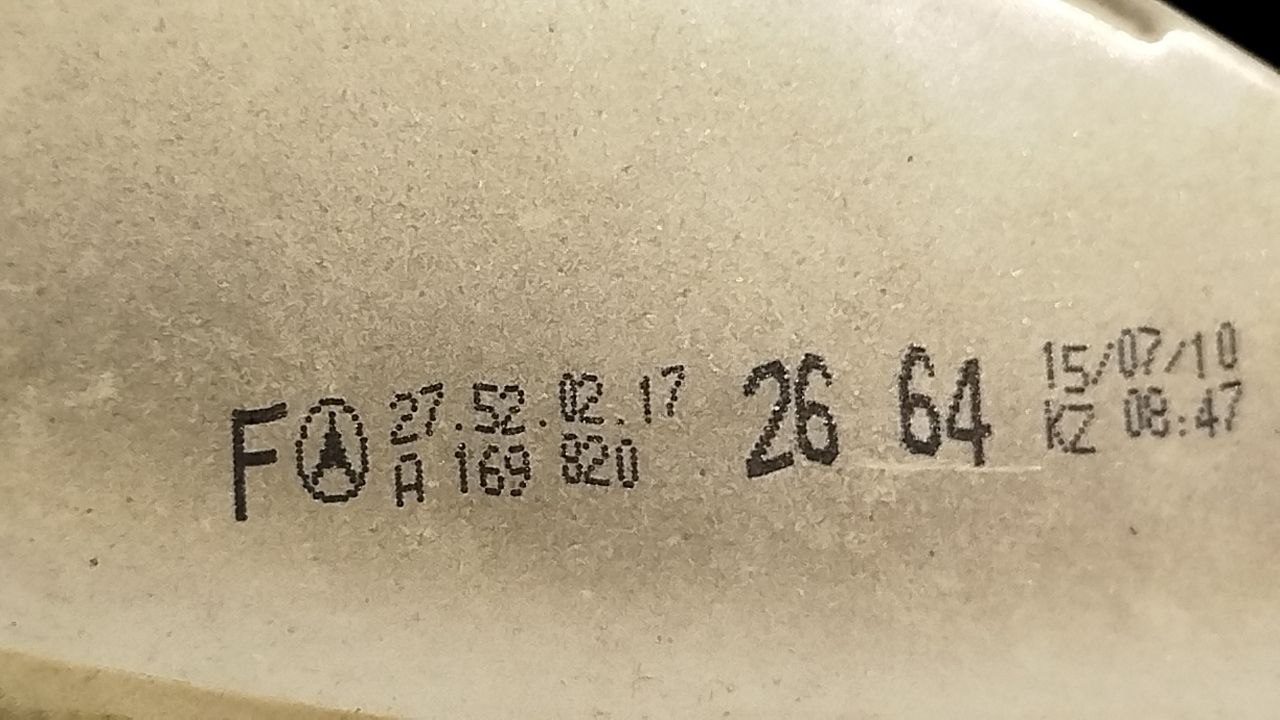 F 27.52.02.17 26 64 15/07/10
A 169 820 KZ 08:47